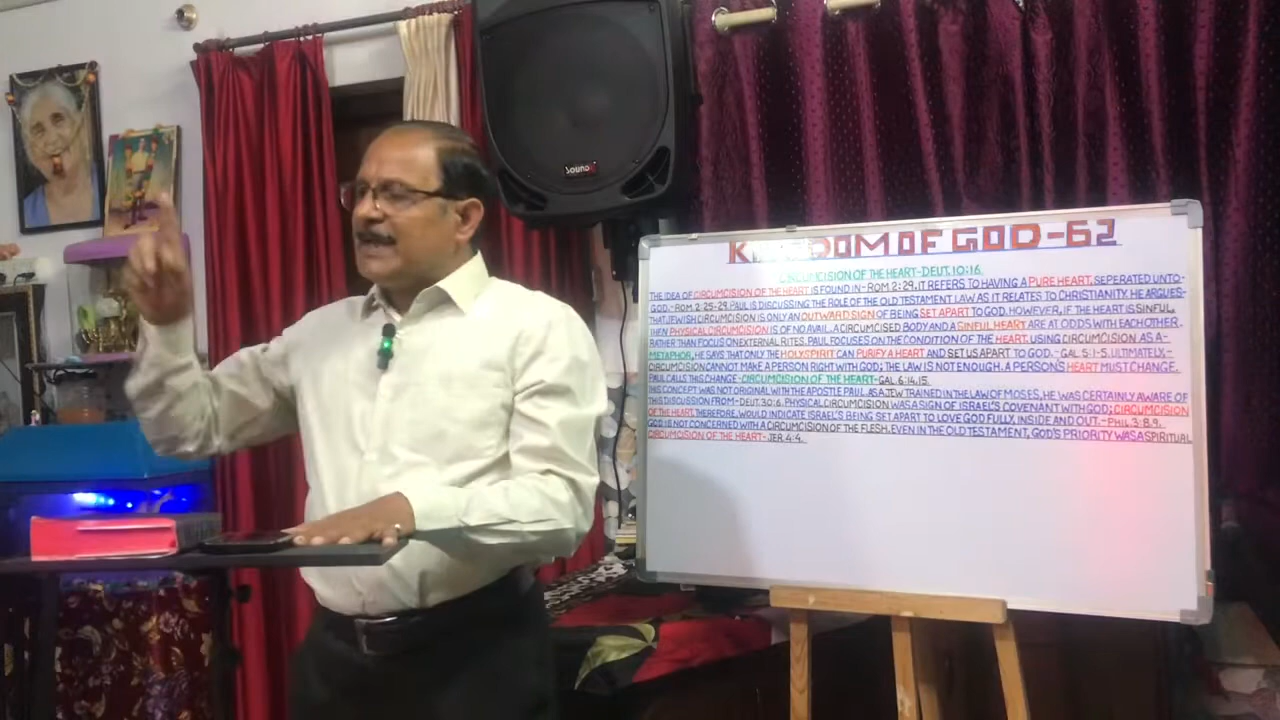 SOUND
KINGDOM OF GOD-62
CIRCUMCISION OF THE HEART-DEUT.10:16.
THE IDEA OF CIRCUMCISION OF THE HEART IS FOUND IN-ROM 2:29. IT REFERS TO HAVING A PURE HEART, SEPERATED UNTO-
GOD.-ROM 2:25-29. PAUL IS DISCUSSING THE ROLE OF THE OLD TESTAMENT LAW AS IT RELATES TO CHRISTIANITY. HE ARGUES-
THAT JEWISH CIRCUMCISION IS ONLY AN OUTWARD SIGN OF BEING SET APART TO GOD. HOWEVER, IF THE HEART IS SINFUL,
THEN PHYSICAL CIRCUMCISION IS OF NO AVAIL. A CIRCUMCISED BODY AND A SINFUL HEART ARE AT ODDS WITH EACH OTHER.
RATHER THAN FOCUS ON EXTERNAL RITES, PAUL FOCUSES ON THE CONDITION OF THE HEART. USING CIRCUMCISION AS A-
METAPHOR, HE SAYS THAT ONLY THE HOLY SPIRIT CAN PURIFY A HEART AND SET US APART TO GOD.-GAL 5:1-5. ULTIMATELY,-
CIRCUMCISION CANNOT MAKE A PERSON RIGHT WITH GOD; THE LAW IS NOT ENOUGH. A PERSON'S HEART MUST CHANGE.
PAUL CALLS THIS CHANGE-CIRCUMCISION OF THE HEART-GAL.6:14,15.
THIS CONCEPT WAS NOT ORIGINAL WITH THE APOSTLE PAUL. AS A JEW TRAINED IN THE LAW OF MOSES, HE WAS CERTAINLY AWARE OF
THIS DISCUSSION FROM-DEUT.30:6. PHYSICAL CIRCUMCISION WAS A SIGN OF ISRAEL'S COVENANT WITH GOD; CIRCUMCISION
OF THE HEART, THEREFORE, WOULD INDICATE ISRAEL'S BEING SET APART TO LOVE GOD FULLY, INSIDE AND OUT.-PHIL 3:8,9.
GOD IS NOT CONCERNED WITH A CIRCUMCISION OF THE FLESH. EVEN IN THE OLD TESTAMENT, GOD'S PRIORITY WAS A SPIRITUAL
CIRCUMCISION OF THE HEART-JER 4:4.